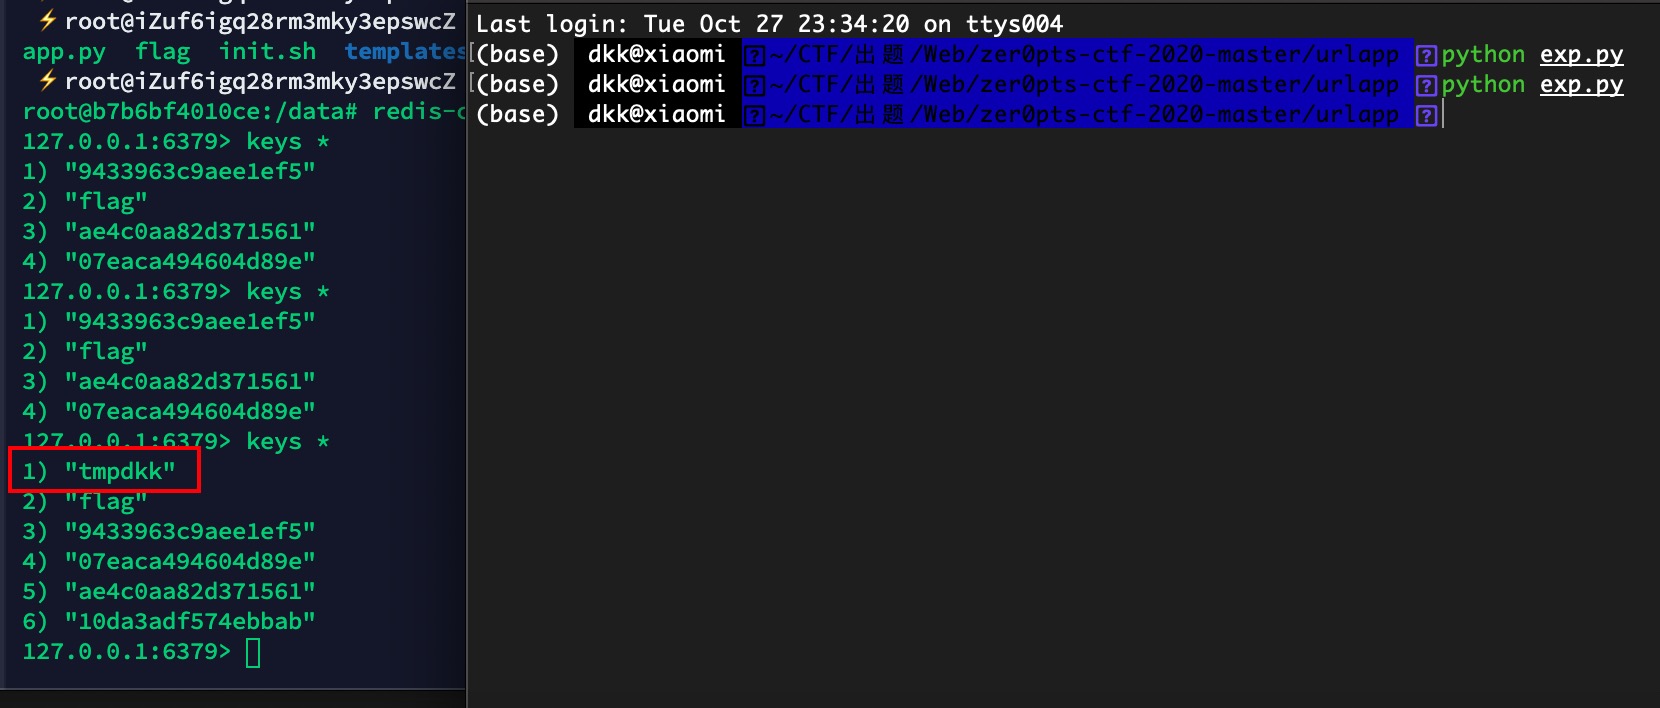 root@iZuf6igq28rm3mky3epswcZ
app.py flag init.sh templates
root@iZuf6igq28rm3mky3epswcZ
root@b7b6bf4010ce:/data# redis-c
127.0.0.1:6379> keys *
1) "9433963c9aee1ef5"
2) "flag"
3) "ae4c0aa82d371561"
4) "07eaca494604d89e"
127.0.0.1:6379> keys *
1) "9433963c9aee1ef5"
2) "flag"
3) "ae4c0aa82d371561"
4) "07eaca494604d89e"
127.0.0.1:6379> keys *
1) "tmpdkk"
2) "flag"
3) "9433963c9aee1ef5"
4) "07eaca494604d89e"
5) "ae4c0aa82d371561"
6) "10da3adf574ebbab"
127.0.0.1:6379>
Last login: Tue Oct 27 23:34:20 on ttys004
(base) dkk@xiaomi ~/CTF/出题/Web/zer0pts-ctf-2020-master/urlapp python exp.py
(base) dkk@xiaomi ~/CTF/出题/Web/zer0pts-ctf-2020-master/urlapp python exp.py
(base) dkk@xiaomi ~/CTF/出题/Web/zer0pts-ctf-2020-master/urlapp